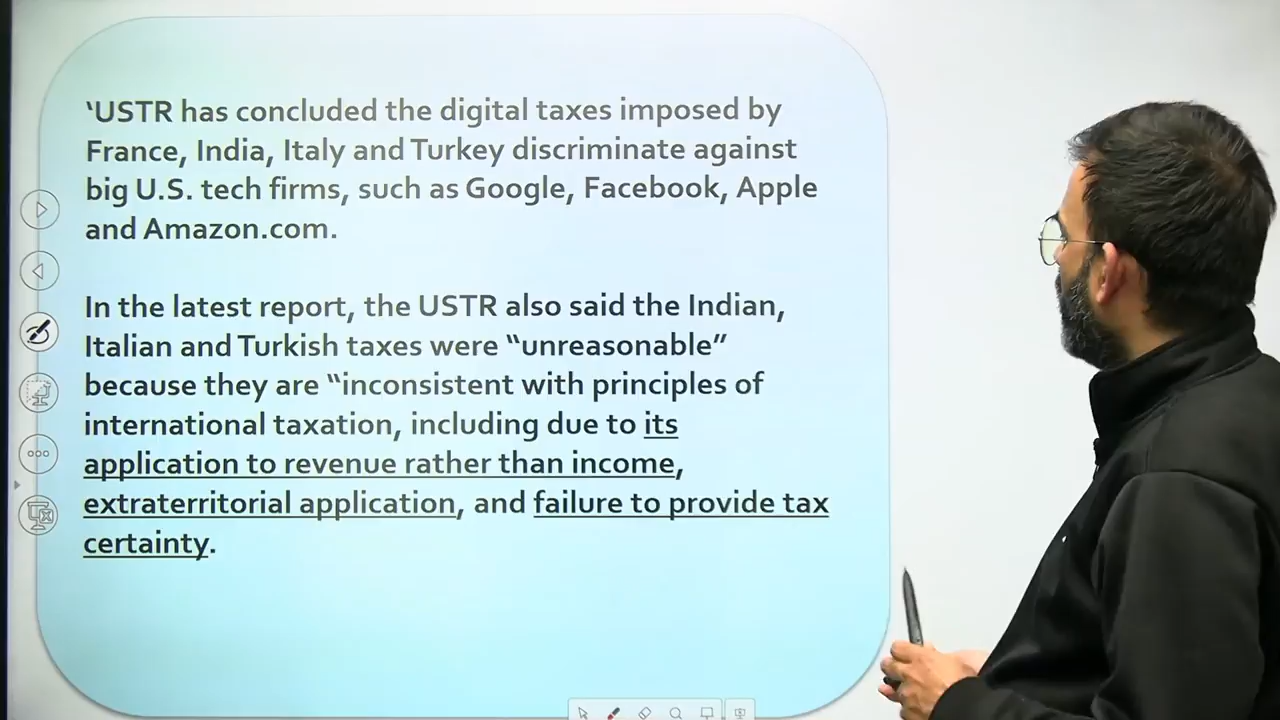 ‘USTR has concluded the digital taxes imposed by
France, India, Italy and Turkey discriminate against
big U.S. tech firms, such as Google, Facebook, Apple
and Amazon.com.
In the latest report, the USTR also said the Indian,
Italian and Turkish taxes were “unreasonable”
because they are “inconsistent with principles of
international taxation, including due to its
application to revenue rather than income,
extraterritorial application, and failure to provide tax
certainty.